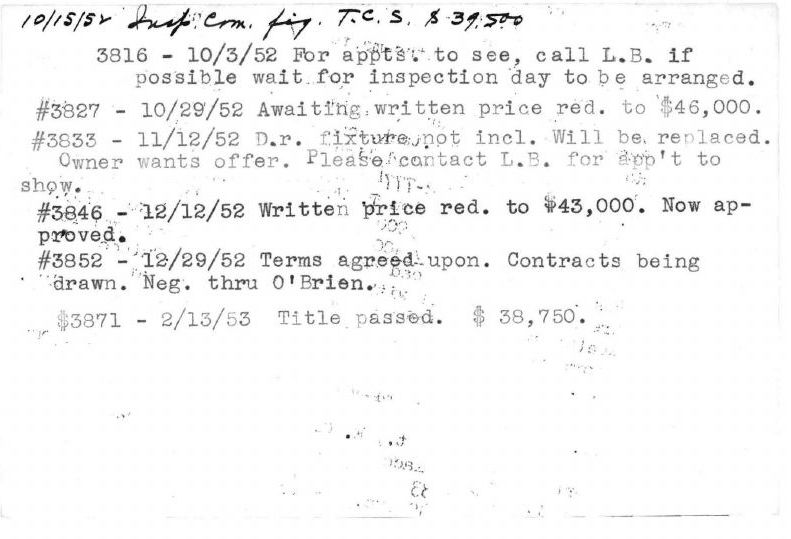 10/15/52 Insp. Com. fig. T.C.S. $ 39,500
3816 - 10/3/52 For appts. to see, call L.B. if
possible wait for inspection day to be arranged.
#3827 - 10/29/52 Awaiting written price red. to $46,000.
#3833 - 11/12/52 D.r. fixture not incl. Will be replaced.
Owner wants offer. Please contact L.B. for app't to
show.
#3846 - 12/12/52 Written price red. to $43,000. Now ap-
proved.
#3852 - 12/29/52 Terms agreed upon. Contracts being
drawn. Neg. thru O'Brien.
$3871 - 2/13/53 Title passed. $ 38,750.